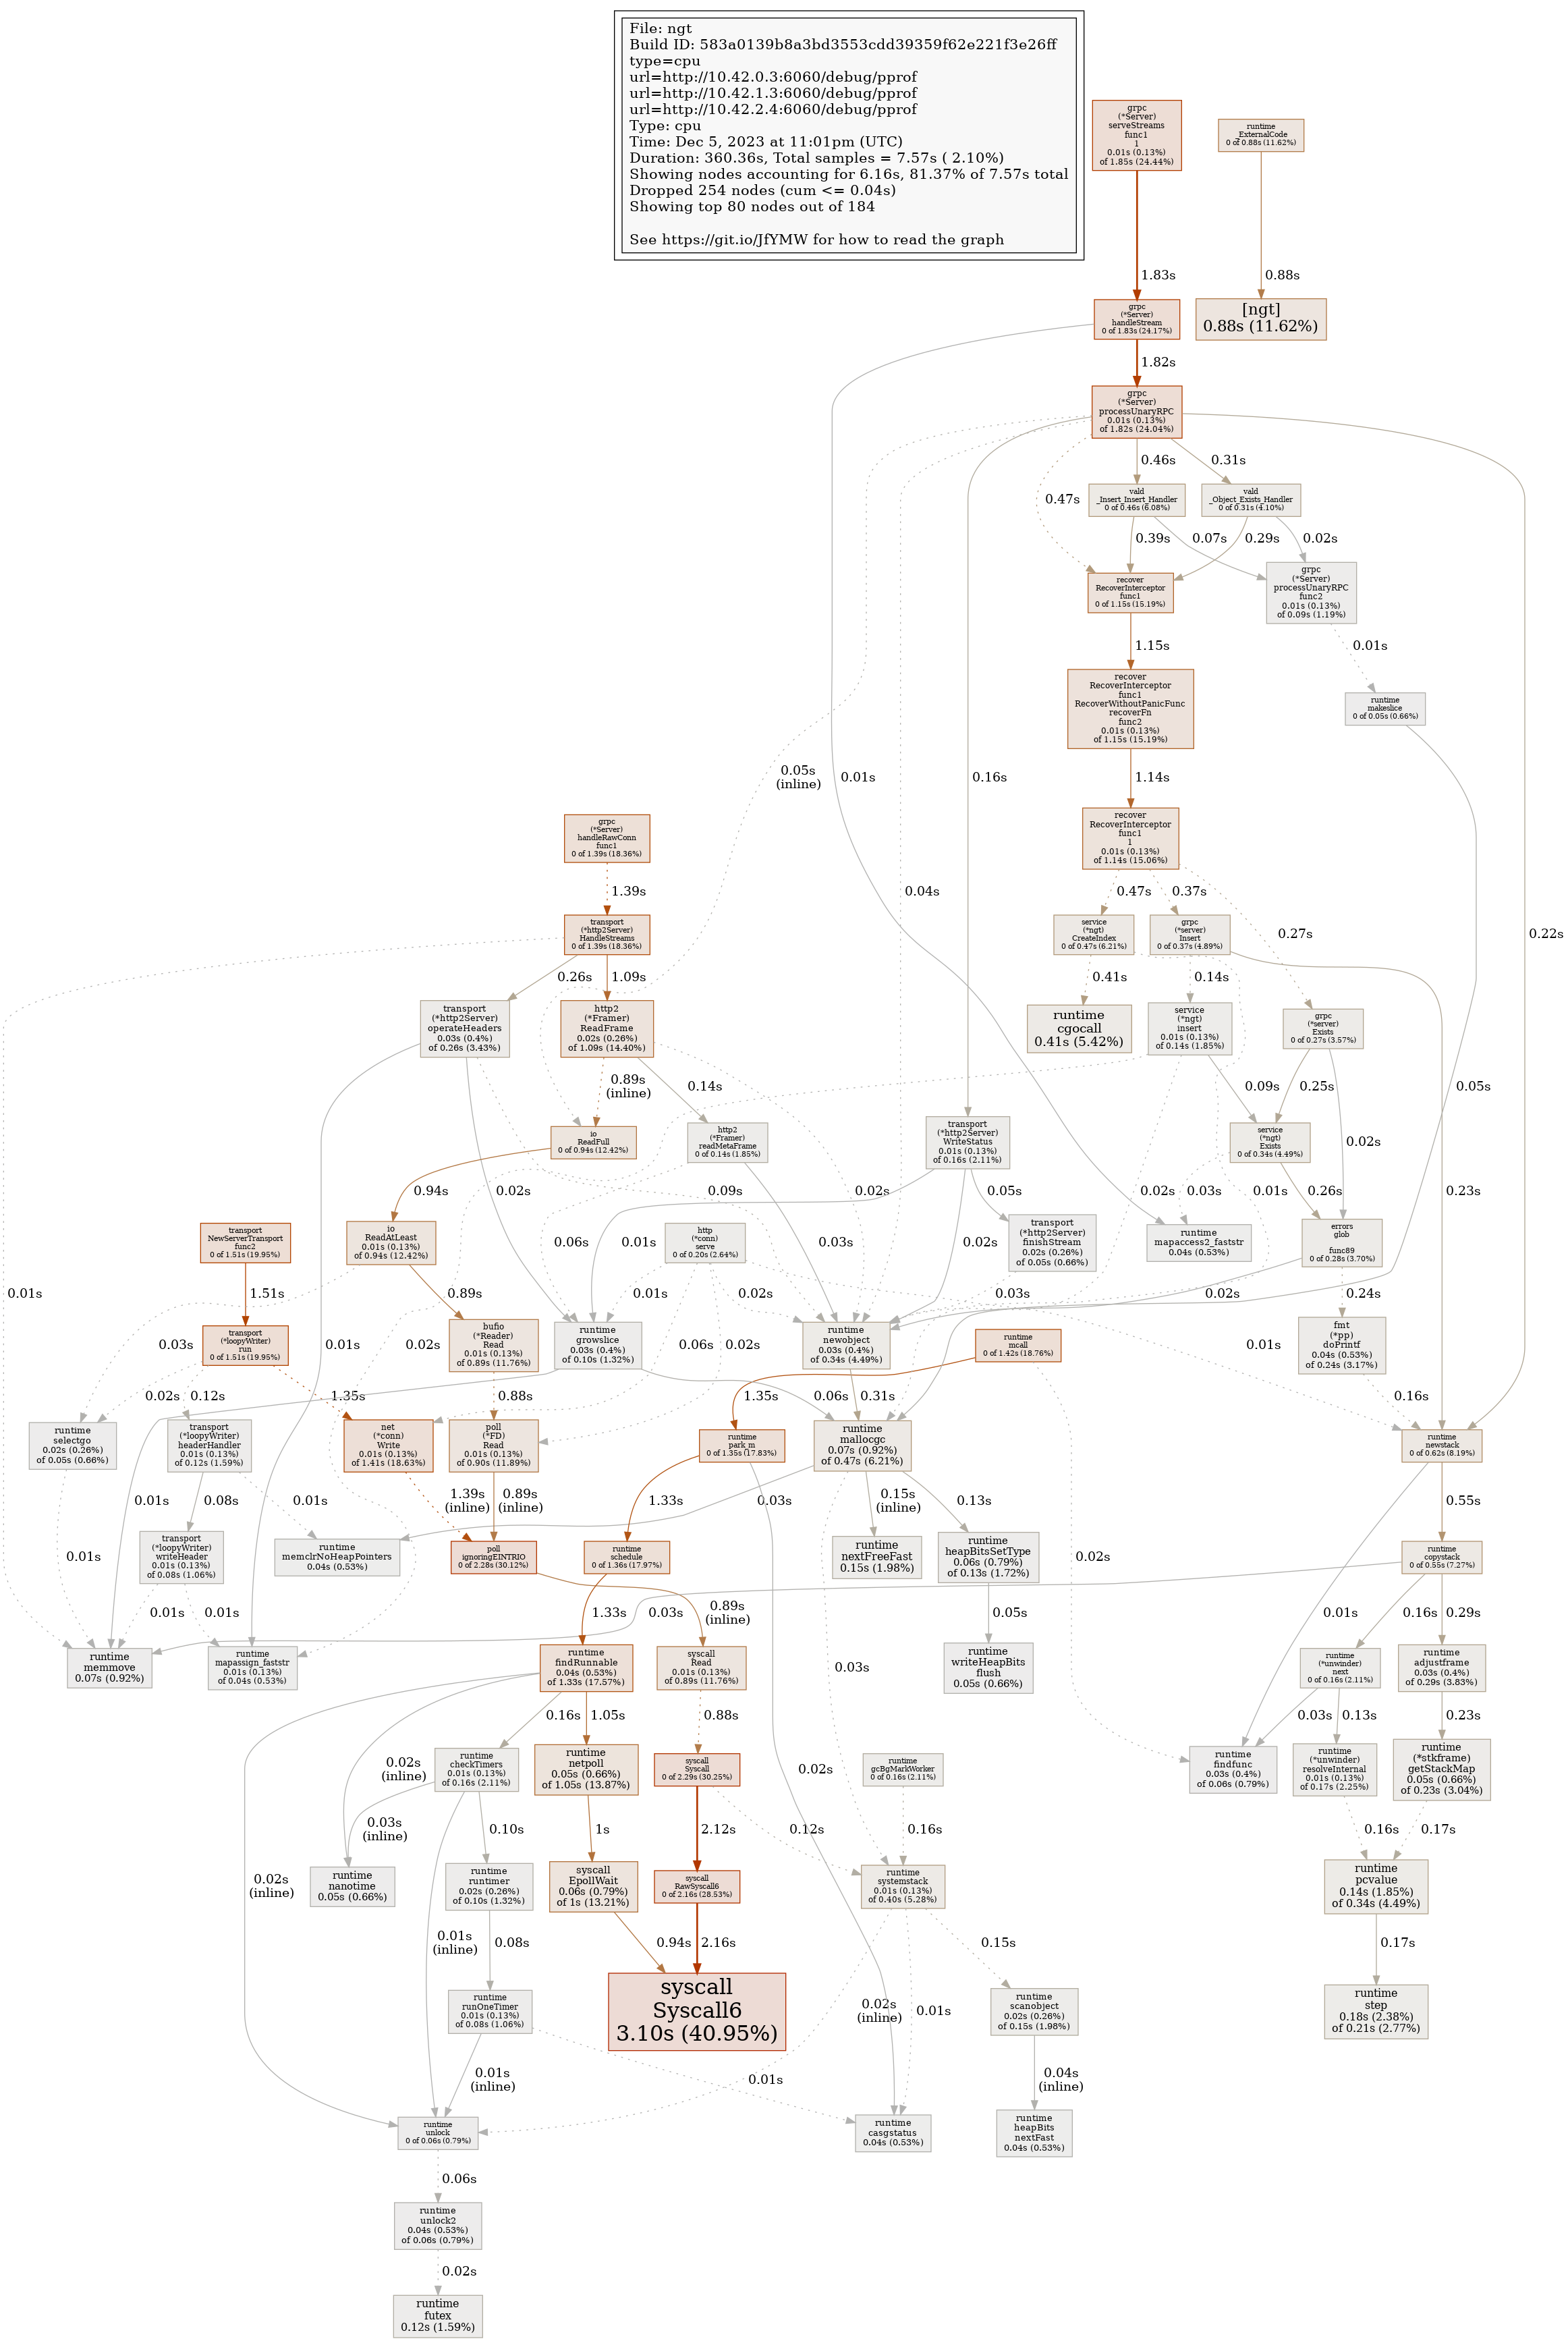 File: ngt
Build ID: 583a0139b8a3bd3553cdd39359f62e221f3e26ff
type=cpu
url=http://10.42.0.3:6060/debug/pprof
url=http://10.42.1.3:6060/debug/pprof
url=http://10.42.2.4:6060/debug/pprof
Type: cpu
Time: Dec 5, 2023 at 11:01pm (UTC)
Duration: 360.36s, Total samples = 7.57s ( 2.10%)
Showing nodes accounting for 6.16s, 81.37% of 7.57s total
Dropped 254 nodes (cum <= 0.04s)
Showing top 80 nodes out of 184
See https://git.io/JfYMW for how to read the graph
grpc
(*Server)
serveStreams
func1
1
0.01s (0.13%)
of 1.85s (24.44%)
runtime
_ExternalCode
0 of 0.88s (11.62%)
1.83s
0.88s
grpc
(*Server)
handleStream
0 of 1.83s (24.17%)
[ngt]
0.88s (11.62%)
1.82s
grpc
(*Server)
processUnaryRPC
0.01s (0.13%)
of 1.82s (24.04%)
0.46s
0.31s
0.47s
vald
_Insert_Insert_Handler
0 of 0.46s (6.08%)
vald
_Object_Exists_Handler
0 of 0.31s (4.10%)
0.39s
0.07s
0.29s
0.02s
recover
RecoverInterceptor
func1
0 of 1.15s (15.19%)
grpc
(*Server)
processUnaryRPC
func2
0.01s (0.13%)
of 0.09s (1.19%)
1.15s
0.01s
recover
RecoverInterceptor
func1
RecoverWithoutPanicFunc
recoverFn
func2
0.01s (0.13%)
of 1.15s (15.19%)
runtime
makeslice
0 of 0.05s (0.66%)
0.05s
(inline)
0.01s
0.16s
1.14s
grpc
(*Server)
handleRawConn
func1
0 of 1.39s (18.36%)
recover
RecoverInterceptor
func1
1
0.01s (0.13%)
of 1.14s (15.06%)
1.39s
0.04s
0.47s
0.37s
0.27s
0.22s
transport
(*http2Server)
HandleStreams
0 of 1.39s (18.36%)
service
(*ngt)
CreateIndex
0 of 0.47s (6.21%)
grpc
(*server)
Insert
0 of 0.37s (4.89%)
0.26s
1.09s
0.41s
0.14s
transport
(*http2Server)
operateHeaders
0.03s (0.4%)
of 0.26s (3.43%)
http2
(*Framer)
ReadFrame
0.02s (0.26%)
of 1.09s (14.40%)
runtime
cgocall
0.41s (5.42%)
service
(*ngt)
insert
0.01s (0.13%)
of 0.14s (1.85%)
grpc
(*server)
Exists
0 of 0.27s (3.57%)
0.89s
(inline)
0.14s
0.09s
0.25s
0.05s
io
ReadFull
0 of 0.94s (12.42%)
http2
(*Framer)
readMetaFrame
0 of 0.14s (1.85%)
transport
(*http2Server)
WriteStatus
0.01s (0.13%)
of 0.16s (2.11%)
service
(*ngt)
Exists
0 of 0.34s (4.49%)
0.02s
0.94s
0.02s
0.09s
0.02s
0.05s
0.02s
0.03s
0.01s
0.26s
0.23s
transport
NewServerTransport
func2
0 of 1.51s (19.95%)
io
ReadAtLeast
0.01s (0.13%)
of 0.94s (12.42%)
0.06s
0.01s
http
(*conn)
serve
0 of 0.20s (2.64%)
0.03s
0.02s
transport
(*http2Server)
finishStream
0.02s (0.26%)
of 0.05s (0.66%)
runtime
mapaccess2_faststr
0.04s (0.53%)
errors
glob

func89
0 of 0.28s (3.70%)
0.01s
1.51s
0.89s
0.01s
0.02s
0.03s
0.02s
0.24s
transport
(*loopyWriter)
run
0 of 1.51s (19.95%)
0.03s
0.01s
0.02s
bufio
(*Reader)
Read
0.01s (0.13%)
of 0.89s (11.76%)
runtime
growslice
0.03s (0.4%)
of 0.10s (1.32%)
0.06s
0.02s
runtime
newobject
0.03s (0.4%)
of 0.34s (4.49%)
runtime
mcall
0 of 1.42s (18.76%)
0.01s
fmt
(*pp)
doPrintf
0.04s (0.53%)
of 0.24s (3.17%)
0.02s
0.12s
1.35s
0.88s
0.06s
0.31s
1.35s
0.16s
runtime
selectgo
0.02s (0.26%)
of 0.05s (0.66%)
transport
(*loopyWriter)
headerHandler
0.01s (0.13%)
of 0.12s (1.59%)
net
(*conn)
Write
0.01s (0.13%)
of 1.41s (18.63%)
poll
(*FD)
Read
0.01s (0.13%)
of 0.90s (11.89%)
runtime
park_m
0 of 1.35s (17.83%)
runtime
mallocgc
0.07s (0.92%)
of 0.47s (6.21%)
runtime
newstack
0 of 0.62s (8.19%)
0.01s
0.08s
0.01s
1.39s
(inline)
0.89s
(inline)
1.33s
0.03s
0.15s
(inline)
0.13s
0.55s
transport
(*loopyWriter)
writeHeader
0.01s (0.13%)
of 0.08s (1.06%)
runtime
memclrNoHeapPointers
0.04s (0.53%)
poll
ignoringEINTRIO
0 of 2.28s (30.12%)
runtime
schedule
0 of 1.36s (17.97%)
runtime
nextFreeFast
0.15s (1.98%)
runtime
heapBitsSetType
0.06s (0.79%)
of 0.13s (1.72%)
0.02s
runtime
copystack
0 of 0.55s (7.27%)
0.01s
0.01s
0.01s
1.33s
0.03s
0.89s
(inline)
0.05s
0.01s
0.16s
0.29s
runtime
memmove
0.07s (0.92%)
runtime
mapassign_faststr
0.01s (0.13%)
of 0.04s (0.53%)
runtime
findRunnable
0.04s (0.53%)
of 1.33s (17.57%)
syscall
Read
0.01s (0.13%)
of 0.89s (11.76%)
0.03s
runtime
writeHeapBits
flush
0.05s (0.66%)
runtime
(*unwinder)
next
0 of 0.16s (2.11%)
runtime
adjustframe
0.03s (0.4%)
of 0.29s (3.83%)
0.16s
1.05s
0.88s
0.03s
0.13s
0.23s
0.02s
(inline)
runtime
checkTimers
0.01s (0.13%)
of 0.16s (2.11%)
runtime
netpoll
0.05s (0.66%)
of 1.05s (13.87%)
syscall
Syscall
0 of 2.29s (30.25%)
0.02s
runtime
gcBgMarkWorker
0 of 0.16s (2.11%)
runtime
findfunc
0.03s (0.4%)
of 0.06s (0.79%)
runtime
(*unwinder)
resolveInternal
0.01s (0.13%)
of 0.17s (2.25%)
runtime
(*stkframe)
getStackMap
0.05s (0.66%)
of 0.23s (3.04%)
0.03s
(inline)
0.10s
1s
2.12s
0.12s
0.16s
0.16s
0.17s
0.02s
(inline)
runtime
nanotime
0.05s (0.66%)
runtime
runtimer
0.02s (0.26%)
of 0.10s (1.32%)
syscall
EpollWait
0.06s (0.79%)
of 1s (13.21%)
syscall
RawSyscall6
0 of 2.16s (28.53%)
runtime
systemstack
0.01s (0.13%)
of 0.40s (5.28%)
runtime
pcvalue
0.14s (1.85%)
of 0.34s (4.49%)
0.01s
(inline)
0.08s
0.94s
2.16s
0.15s
0.17s
runtime
runOneTimer
0.01s (0.13%)
of 0.08s (1.06%)
syscall
Syscall6
3.10s (40.95%)
0.02s
(inline)
0.01s
runtime
scanobject
0.02s (0.26%)
of 0.15s (1.98%)
runtime
step
0.18s (2.38%)
of 0.21s (2.77%)
0.01s
(inline)
0.01s
0.04s
(inline)
runtime
unlock
0 of 0.06s (0.79%)
runtime
casgstatus
0.04s (0.53%)
runtime
heapBits
nextFast
0.04s (0.53%)
0.06s
runtime
unlock2
0.04s (0.53%)
of 0.06s (0.79%)
0.02s
runtime
futex
0.12s (1.59%)